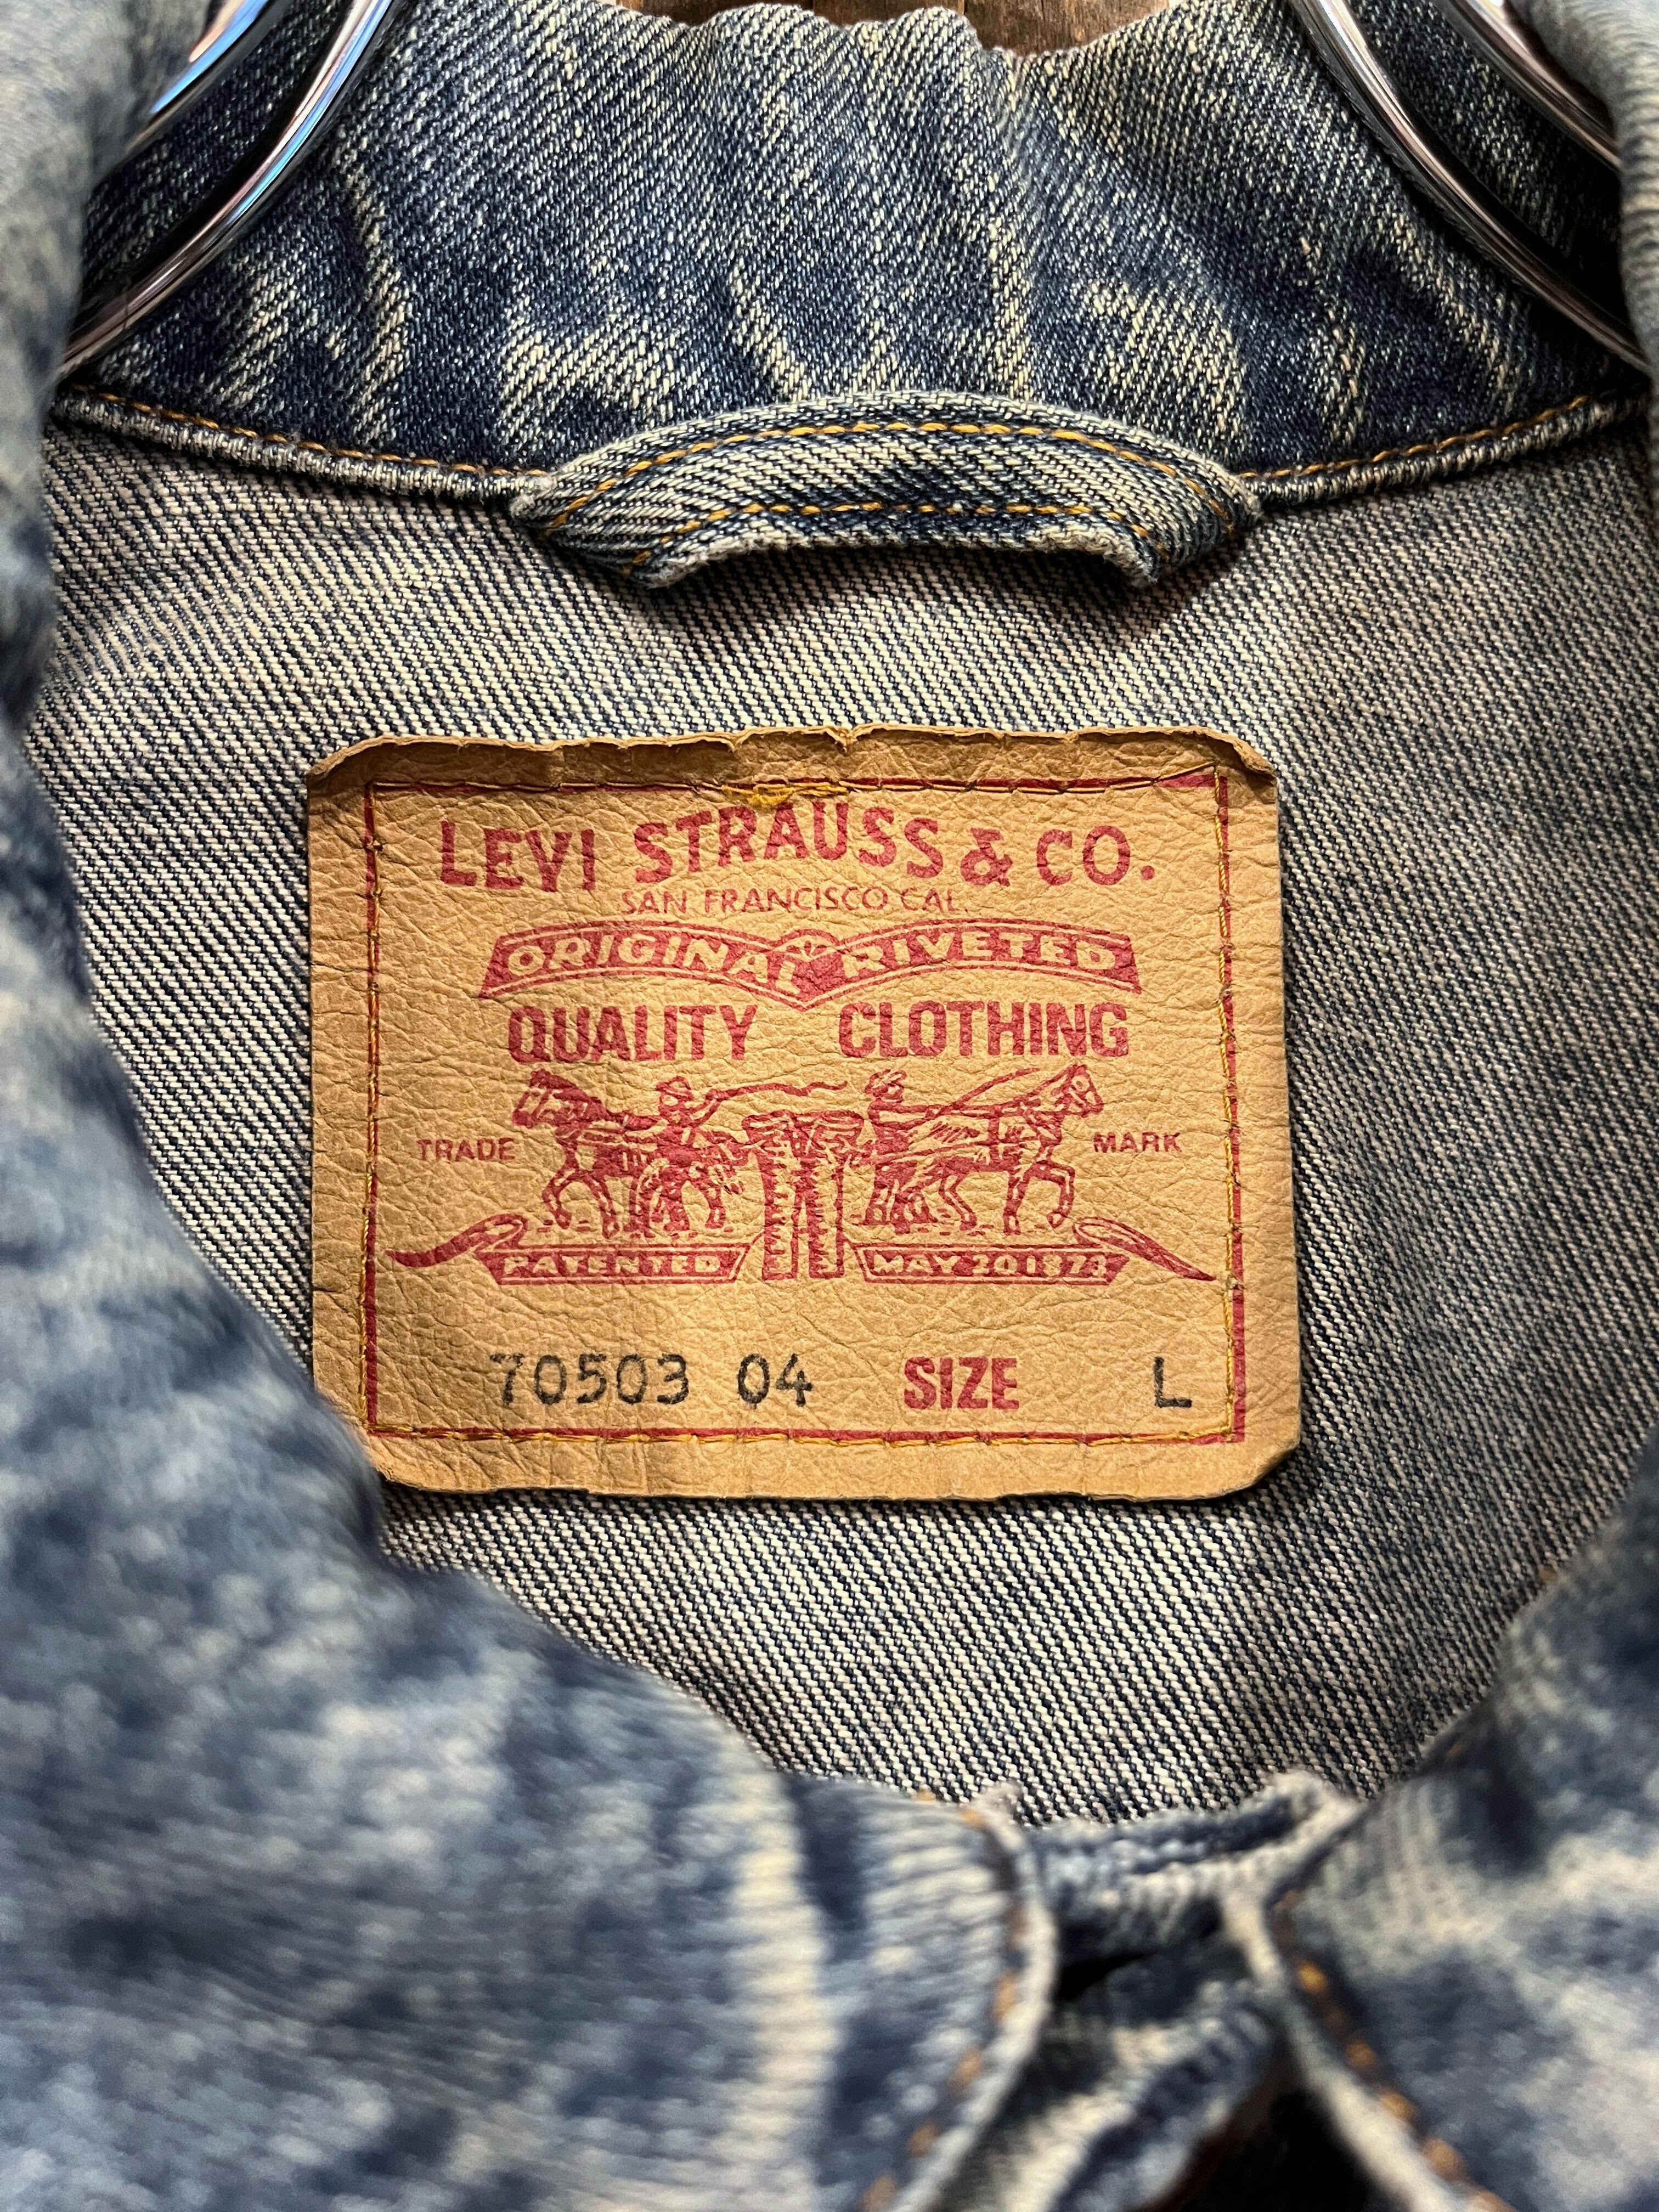 LEVI STRAUSS & CO.
SAN FRANCISCO CAL.
ORIGINAL RIVETED
QUALITY CLOTHING
TRADE MARK
PATENTED MAY 20 1873
70503 04 SIZE L